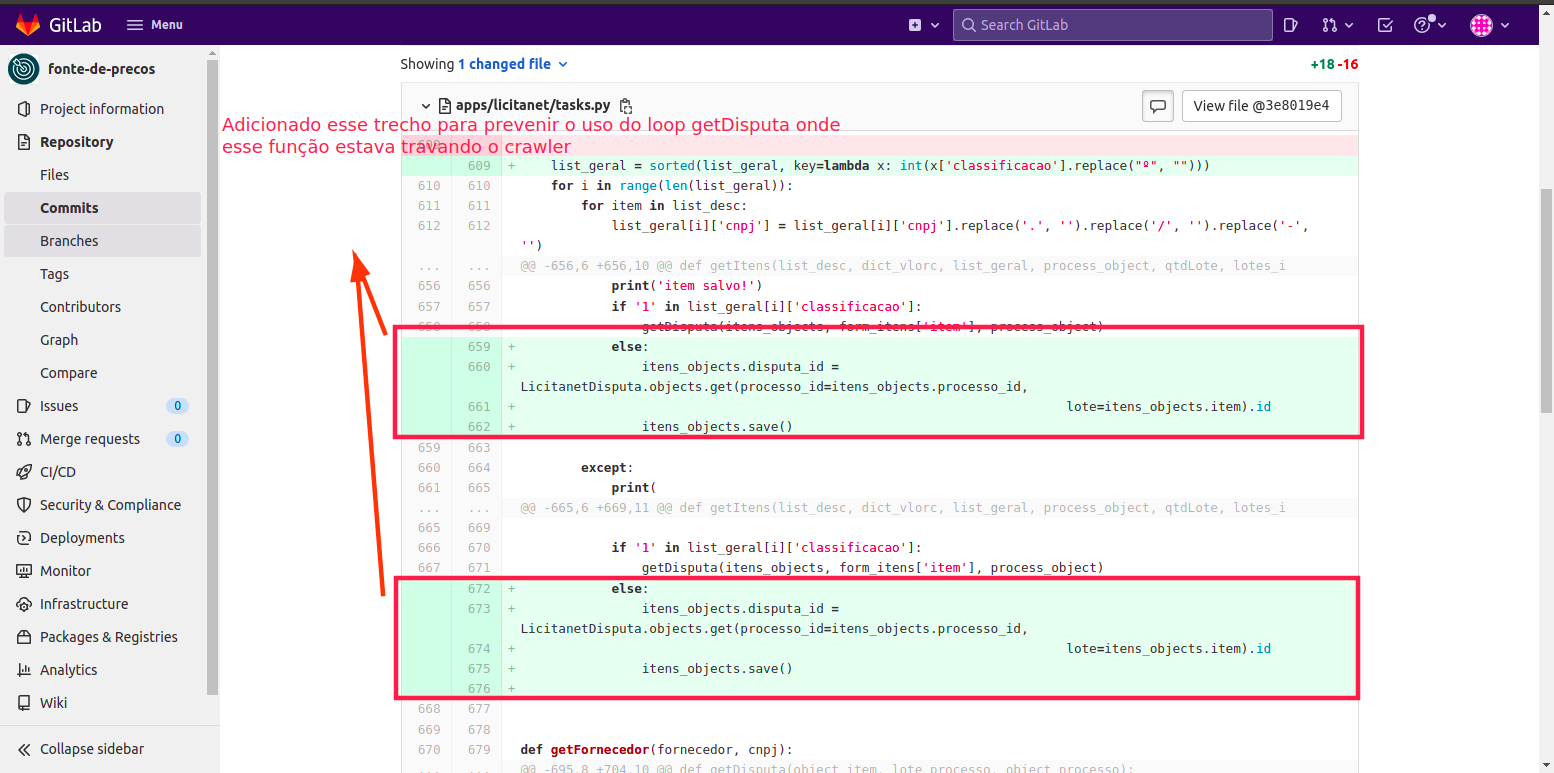 GitLab Menu Search GitLab
fonte-de-precos
Project information
Repository
Files
Commits
Branches
Tags
Contributors
Graph
Compare
Issues 0
Merge requests 0
CI/CD
Security & Compliance
Deployments
Monitor
Infrastructure
Packages & Registries
Analytics
Wiki
Collapse sidebar
Showing 1 changed file +18 -16
apps/licitanet/tasks.py View file @3e8019e4
Adicionado esse trecho para prevenir o uso do loop getDisputa onde
esse função estava travando o crawler
609 + list_geral = sorted(list_geral, key=lambda x: int(x['classificacao'].replace("º", "")))
610 610 for i in range(len(list_geral)):
611 611 for item in list_desc:
612 612 list_geral[i]['cnpj'] = list_geral[i]['cnpj'].replace('.', '').replace('/', '').replace('-',
'')
... ... @@ -656,6 +656,10 @@ def getItens(list_desc, dict_vlorc, list_geral, process_object, qtdLote, lotes_i
656 656 print('item salvo!')
657 657 if '1' in list_geral[i]['classificacao']:
658 658 getDisputa(itens_objects, form_itens['item'], process_object)
659 + else:
660 + itens_objects.disputa_id =
LicitanetDisputa.objects.get(processo_id=itens_objects.processo_id,
661 + lote=itens_objects.item).id
662 + itens_objects.save()
659 663
660 664 except:
661 665 print(
... ... @@ -665,6 +669,11 @@ def getItens(list_desc, dict_vlorc, list_geral, process_object, qtdLote, lotes_i
665 669
666 670 if '1' in list_geral[i]['classificacao']:
667 671 getDisputa(itens_objects, form_itens['item'], process_object)
672 + else:
673 + itens_objects.disputa_id =
LicitanetDisputa.objects.get(processo_id=itens_objects.processo_id,
674 + lote=itens_objects.item).id
675 + itens_objects.save()
676 +
668 677
669 678
670 679 def getFornecedor(fornecedor, cnpj):
... ... @@ -695,8 +704,10 @@ def getDisputa(object_item, lote_processo, object_processo):